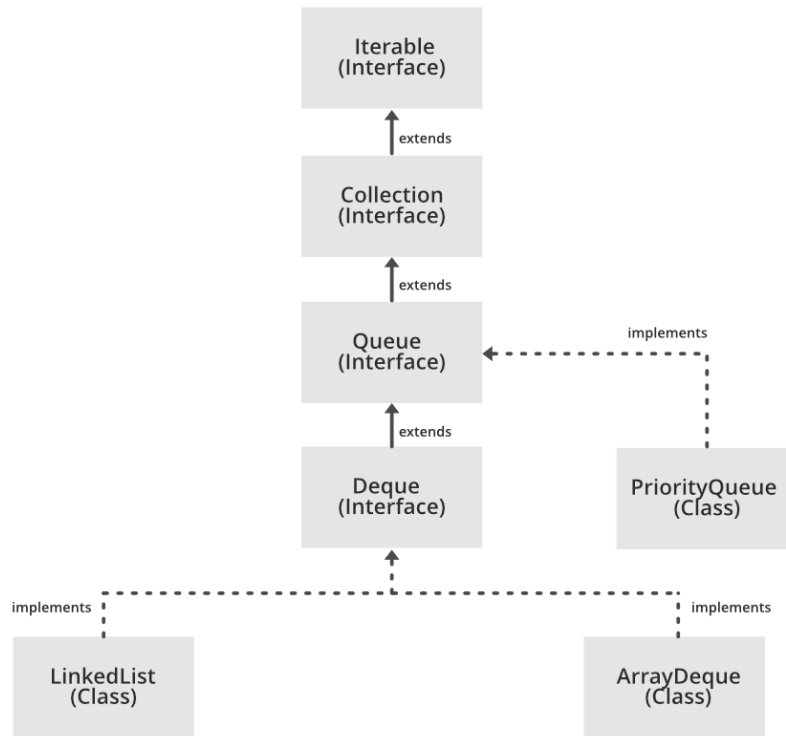 Iterable
(Interface)
extends
Collection
(Interface)
extends
Queue
(Interface)
implements
extends
Deque
(Interface)
PriorityQueue
(Class)
implements
implements
LinkedList
(Class)
ArrayDeque
(Class)